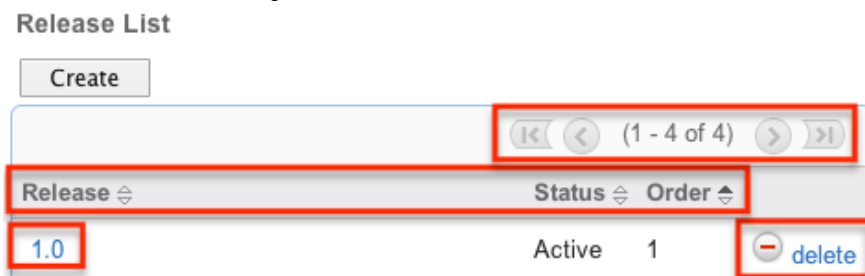 Release List
Create
(1 - 4 of 4)
Release Status Order
1.0 Active 1 delete